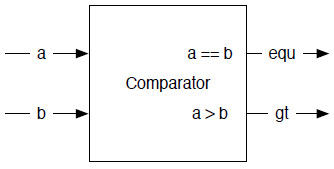 a a == b equ
Comparator
b a > b gt